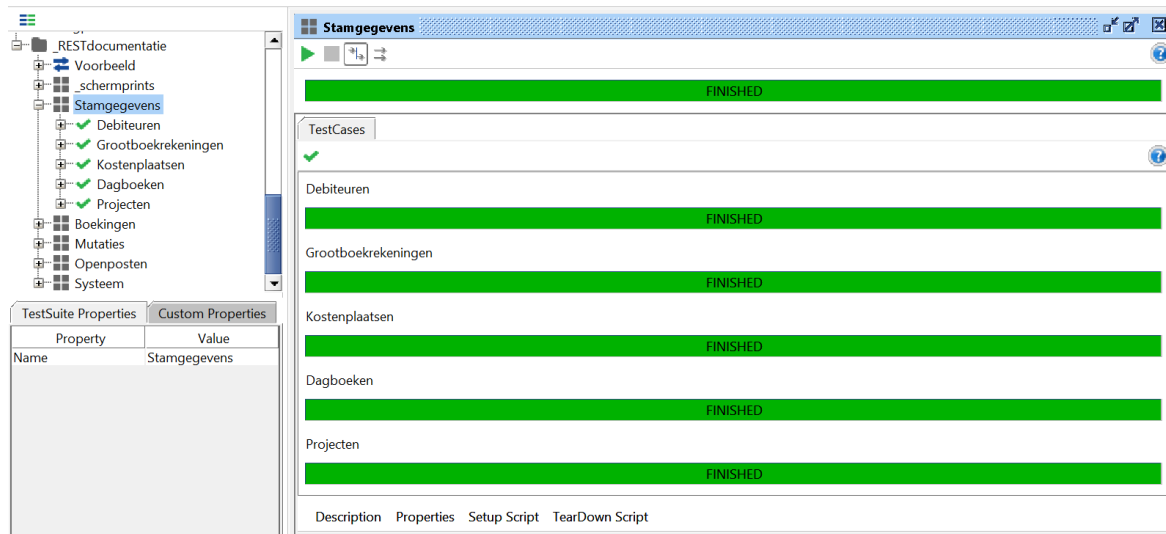 _RESTdocumentatie
Voorbeeld
_schermprints
Stamgegevens
Debiteuren
Grootboekrekeningen
Kostenplaatsen
Dagboeken
Projecten
Boekingen
Mutaties
Openposten
Systeem
TestSuite Properties Custom Properties
Property Value
Name Stamgegevens
Stamgegevens
FINISHED
TestCases
Debiteuren
FINISHED
Grootboekrekeningen
FINISHED
Kostenplaatsen
FINISHED
Dagboeken
FINISHED
Projecten
FINISHED
Description Properties Setup Script TearDown Script